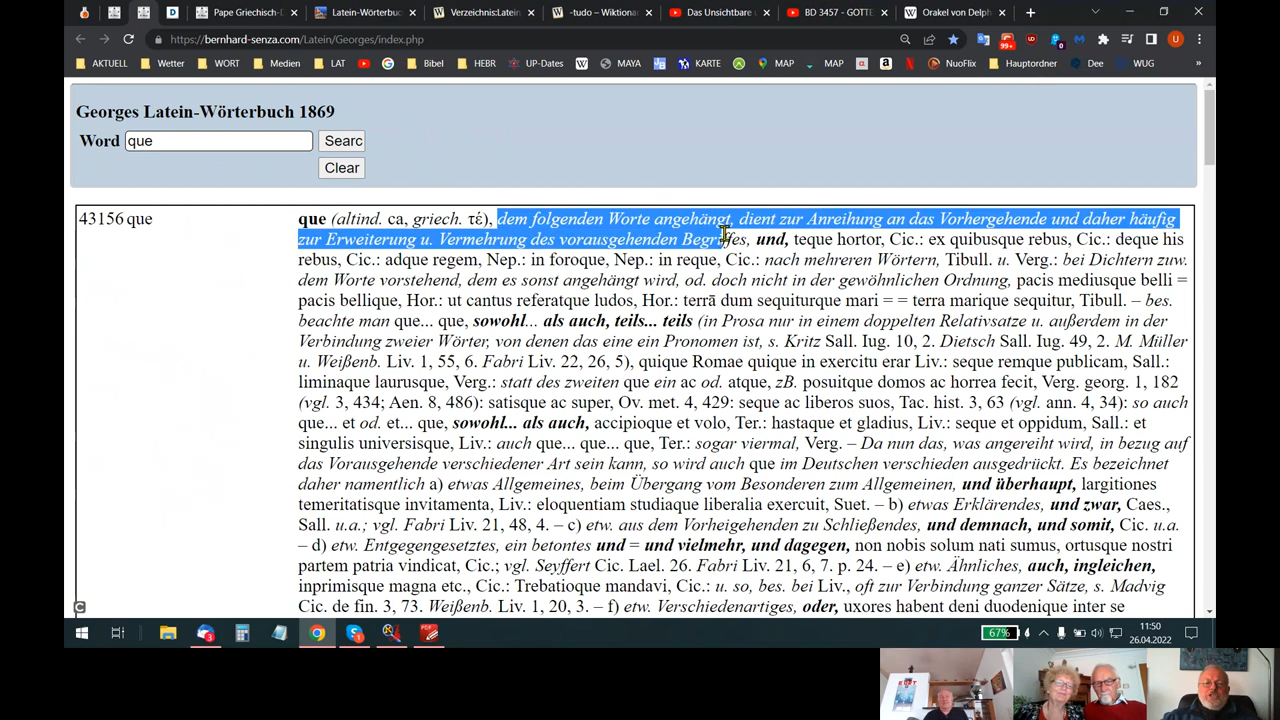 Pape Griechisch-D
Latein-Wörterbuc
Verzeichnis:Latein
-tudo – Wiktionar
Das Unsichtbare
BD 3457 - GOTTE
Orakel von Delph
https://bernhard-senza.com/Latein/Georges/index.php
99+
U
AKTUELL Wetter WORT Medien LAT Bibel HEBR UP-Dates MAYA KARTE MAP MAP NuoFlix Hauptordner Dee WUG »
Georges Latein-Wörterbuch 1869
Word que Searc
Clear
43156 que
que (altind. ca, griech. τέ), dem folgenden Worte angehängt, dient zur Anreihung an das Vorhergehende und daher häufig
zur Erweiterung u. Vermehrung des vorausgehenden Begriffes, und, teque hortor, Cic.: ex quibusque rebus, Cic.: deque his
rebus, Cic.: adque regem, Nep.: in foroque, Nep.: in reque, Cic.: nach mehreren Wörtern, Tibull. u. Verg.: bei Dichtern zuw.
dem Worte vorstehend, dem es sonst angehängt wird, od. doch nicht in der gewöhnlichen Ordnung, pacis mediusque belli =
pacis bellique, Hor.: ut cantus referatque ludos, Hor.: terrā dum sequiturque mari = = terra marique sequitur, Tibull. – bes.
beachte man que... que, sowohl... als auch, teils... teils (in Prosa nur in einem doppelten Relativsatze u. außerdem in der
Verbindung zweier Wörter, von denen das eine ein Pronomen ist, s. Kritz Sall. Iug. 10, 2. Dietsch Sall. Iug. 49, 2. M. Müller
u. Weißenb. Liv. 1, 55, 6. Fabri Liv. 22, 26, 5), quique Romae quique in exercitu erar Liv.: seque remque publicam, Sall.:
liminaque laurusque, Verg.: statt des zweiten que ein ac od. atque, zB. posuitque domos ac horrea fecit, Verg. georg. 1, 182
(vgl. 3, 434; Aen. 8, 486): satisque ac super, Ov. met. 4, 429: seque ac liberos suos, Tac. hist. 3, 63 (vgl. ann. 4, 34): so auch
que... et od. et... que, sowohl... als auch, accipioque et volo, Ter.: hastaque et gladius, Liv.: seque et oppidum, Sall.: et
singulis universisque, Liv.: auch que... que... que, Ter.: sogar viermal, Verg. – Da nun das, was angereiht wird, in bezug auf
das Vorausgehende verschiedener Art sein kann, so wird auch que im Deutschen verschieden ausgedrückt. Es bezeichnet
daher namentlich a) etwas Allgemeines, beim Übergang vom Besonderen zum Allgemeinen, und überhaupt, largitiones
temeritatisque invitamenta, Liv.: eloquentiam studiaque liberalia exercuit, Suet. – b) etwas Erklärendes, und zwar, Caes.,
Sall. u.a.; vgl. Fabri Liv. 21, 48, 4. – c) etw. aus dem Vorheigehenden zu Schließendes, und demnach, und somit, Cic. u.a.
– d) etw. Entgegengesetztes, ein betontes und = und vielmehr, und dagegen, non nobis solum nati sumus, ortusque nostri
partem patria vindicat, Cic.; vgl. Seyffert Cic. Lael. 26. Fabri Liv. 21, 6, 7. p. 24. – e) etw. Ähnliches, auch, ingleichen,
inprimisque magna etc., Cic.: Trebatioque mandavi, Cic.: u. so, bes. bei Liv., oft zur Verbindung ganzer Sätze, s. Madvig
Cic. de fin. 3, 73. Weißenb. Liv. 1, 20, 3. – f) etw. Verschiedenartiges, oder, uxores habent deni duodenique inter se
67%
11:50
26.04.2022